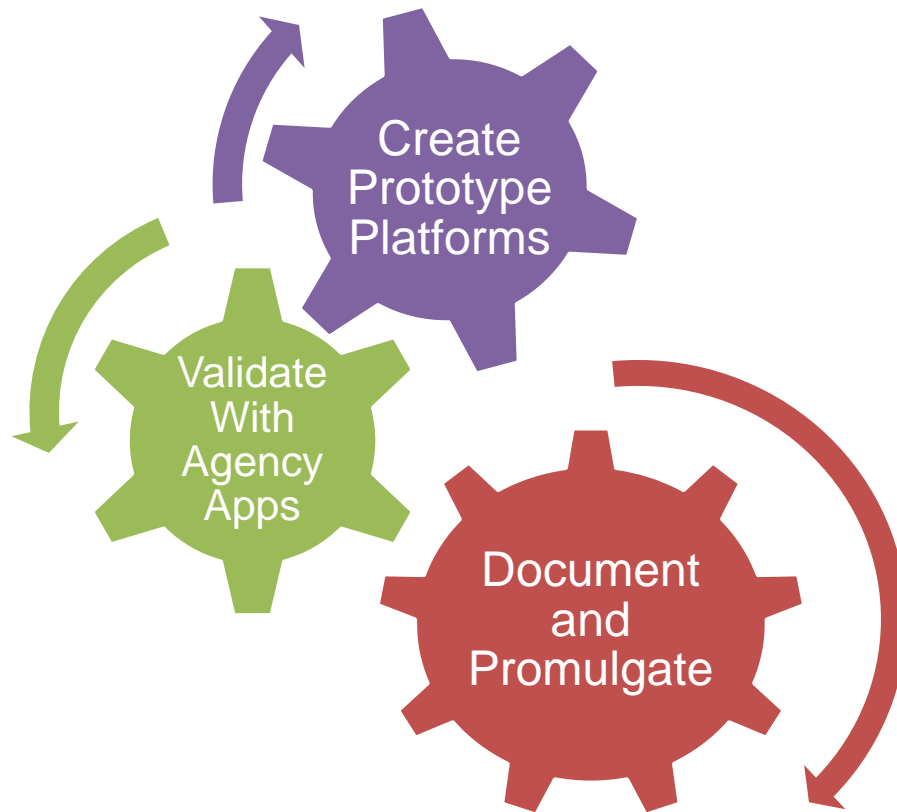 Create
Prototype
Platforms
Validate
With
Agency
Apps
Document
and
Promulgate